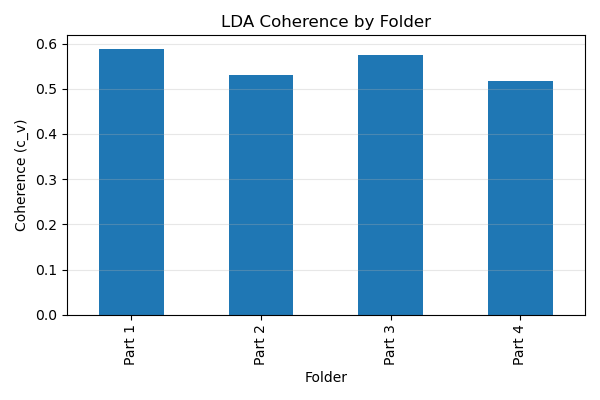 LDA Coherence by Folder
Coherence (c_v)
0.6
0.5
0.4
0.3
0.2
0.1
0.0
Part 1
Part 2
Part 3
Part 4
Folder